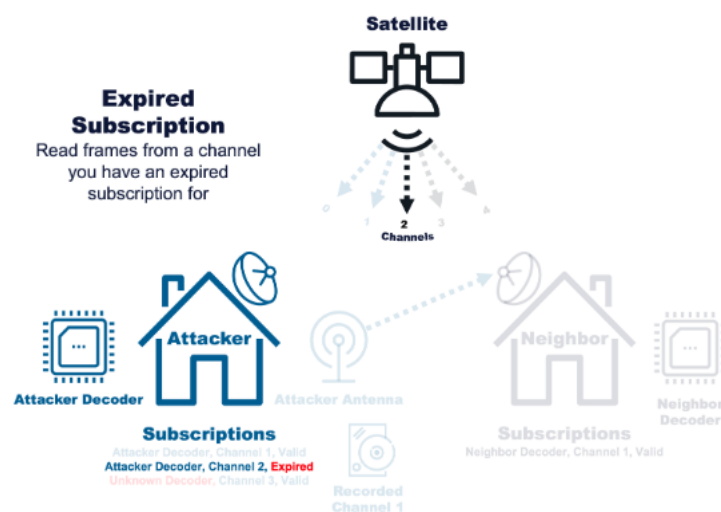 Satellite
Expired
Subscription
Read frames from a channel
you have an expired
subscription for
0 1 2 3 4
Channels
Attacker
Neighbor
Attacker Decoder
Attacker Antenna
Neighbor
Decoder
Subscriptions
Attacker Decoder, Channel 1, Valid
Attacker Decoder, Channel 2, Expired
Unknown Decoder, Channel 3, Valid
Recorded
Channel 1
Subscriptions
Neighbor Decoder, Channel 1, Valid